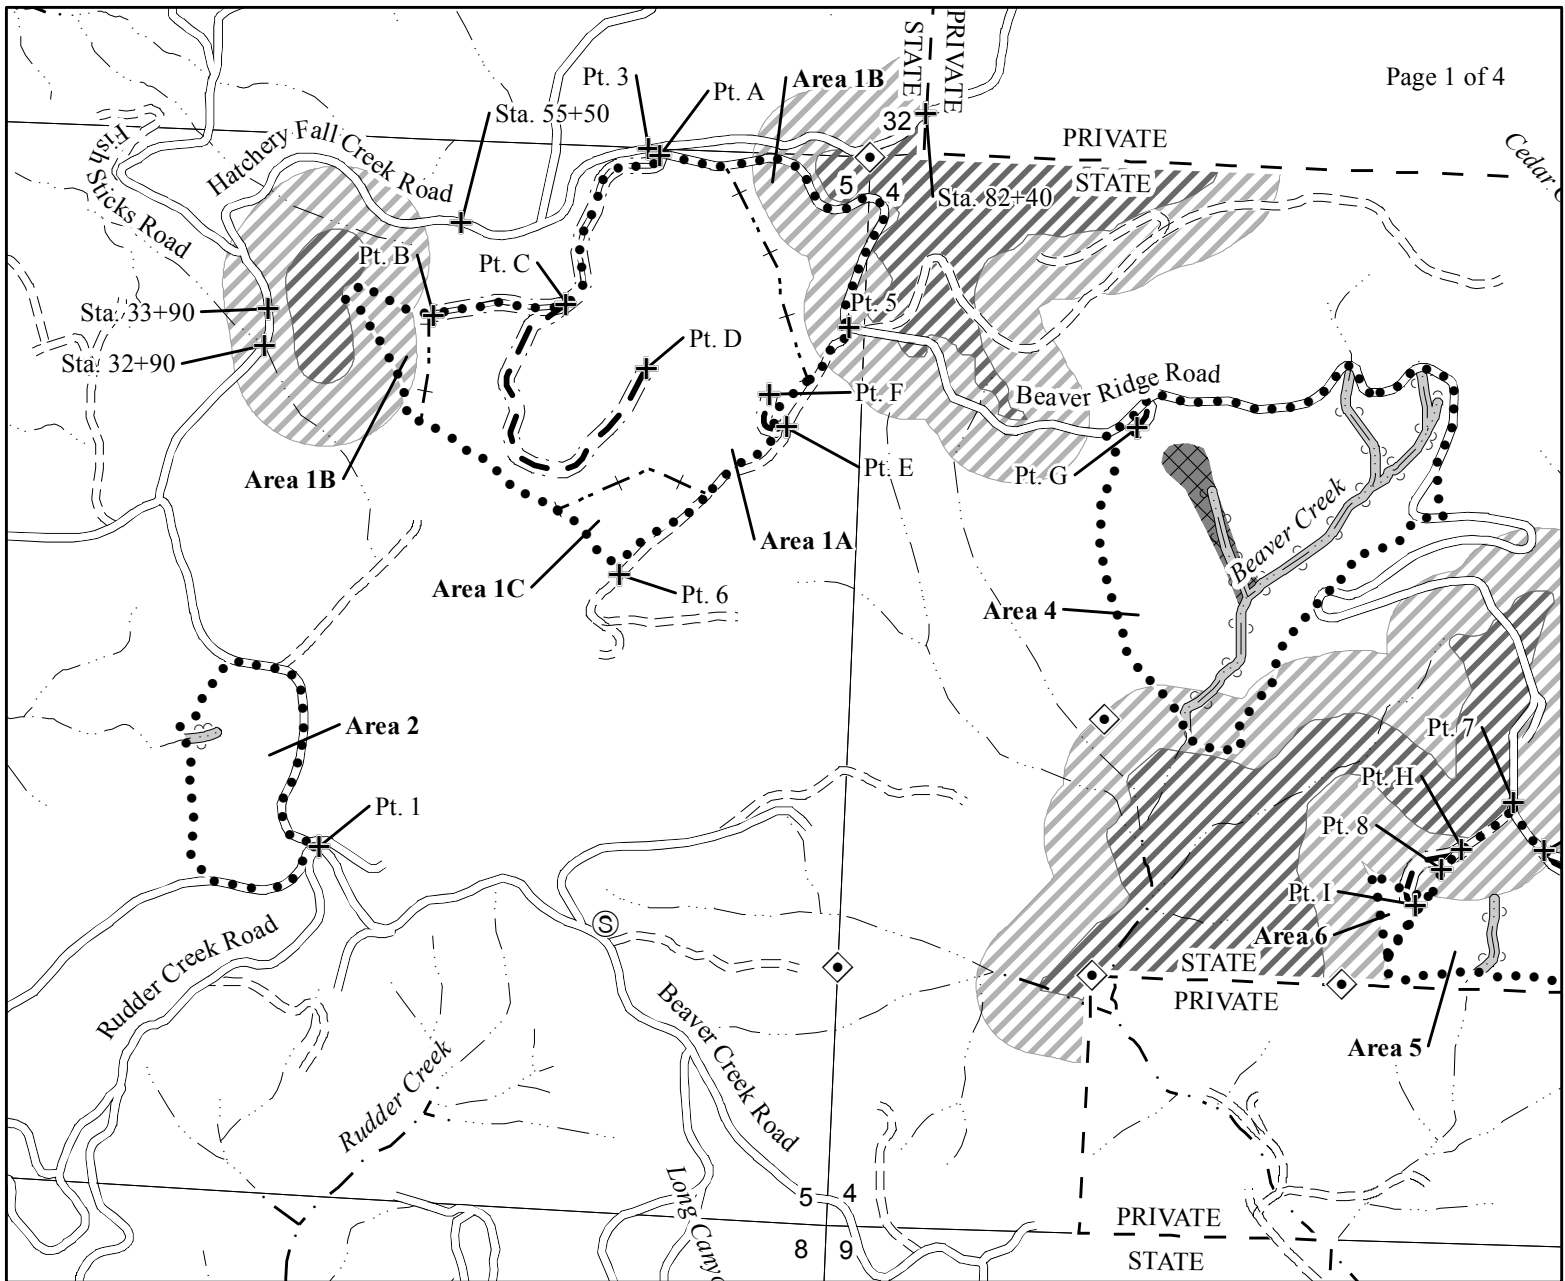 PRIVATE
STATE
Page 1 of 4
Pt. 3
Area 1B
Pt. A
Sta. 55+50
32
PRIVATE
STATE
Cedar
Fish Sticks Road
Hatchery Fall Creek Road
5
4
Sta. 82+40
Pt. B
Pt. C
Sta. 33+90
Pt. 5
Sta. 32+90
Pt. D
Beaver Ridge Road
Pt. F
Pt. E
Pt. G
Area 1B
Beaver Creek
Area 1A
Area 1C
Pt. 6
Area 4
Area 2
Pt. 7
Pt. H
Pt. 1
Pt. 8
Pt. I
S
Area 6
Rudder Creek Road
STATE
PRIVATE
Beaver Creek Road
Area 5
Rudder Creek
Long Canyo
5
4
PRIVATE
8
9
STATE